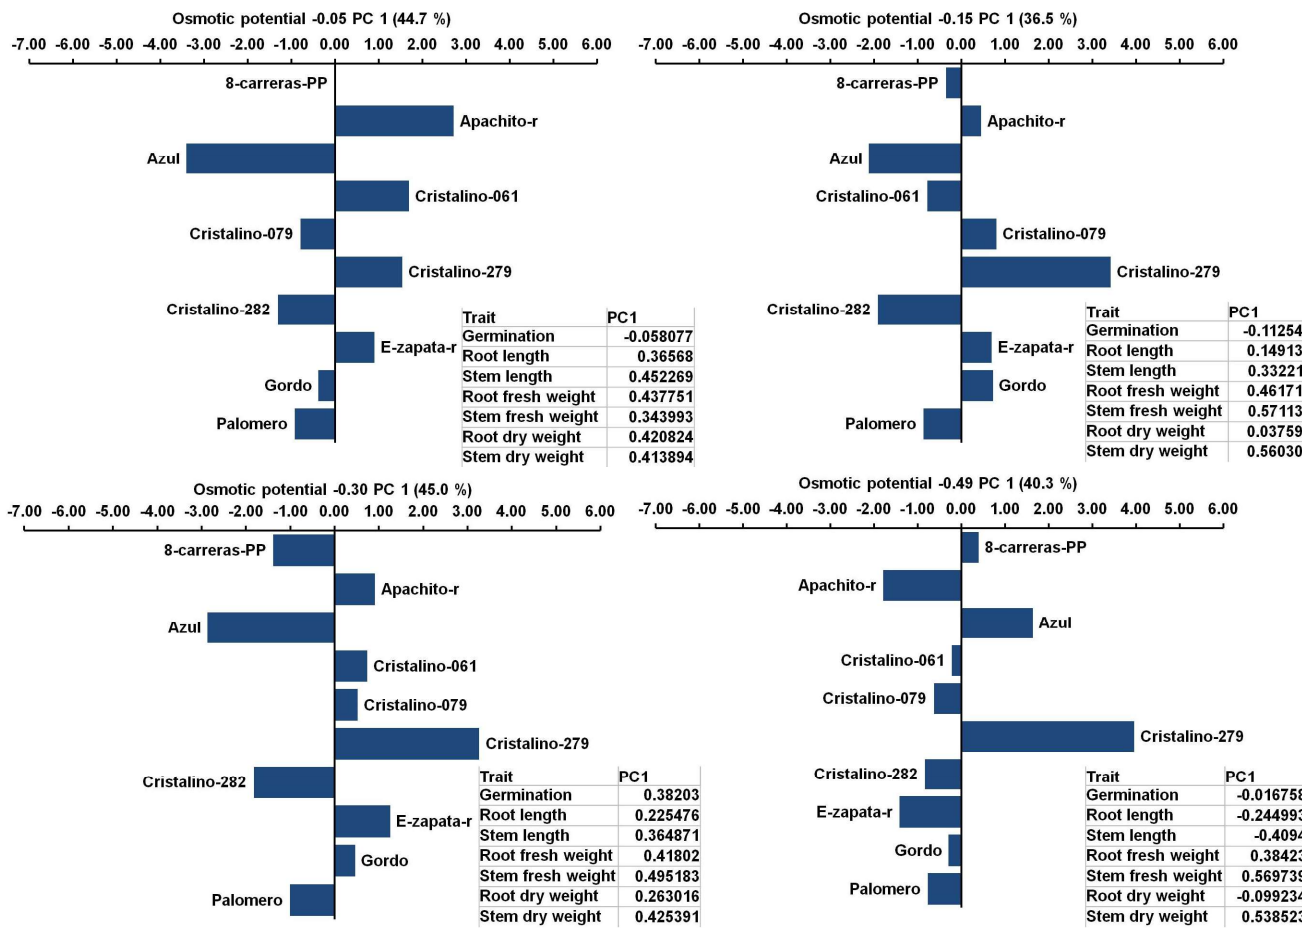 Osmotic potential -0.05 PC 1 (44.7 %)
-7.00 -6.00 -5.00 -4.00 -3.00 -2.00 -1.00 0.00 1.00 2.00 3.00 4.00 5.00 6.00
8-carreras-PP
Apachito-r
Azul
Cristalino-061
Cristalino-079
Cristalino-279
Cristalino-282
E-zapata-r
Gordo
Palomero
Trait PC1
Germination -0.058077
Root length 0.36568
Stem length 0.452269
Root fresh weight 0.437751
Stem fresh weight 0.343993
Root dry weight 0.420824
Stem dry weight 0.413894
Osmotic potential -0.15 PC 1 (36.5 %)
-7.00 -6.00 -5.00 -4.00 -3.00 -2.00 -1.00 0.00 1.00 2.00 3.00 4.00 5.00 6.00
8-carreras-PP
Apachito-r
Azul
Cristalino-061
Cristalino-079
Cristalino-279
Cristalino-282
E-zapata-r
Gordo
Palomero
Trait PC1
Germination -0.11254
Root length 0.14913
Stem length 0.33221
Root fresh weight 0.46171
Stem fresh weight 0.57113
Root dry weight 0.03759
Stem dry weight 0.56030
Osmotic potential -0.30 PC 1 (45.0 %)
-7.00 -6.00 -5.00 -4.00 -3.00 -2.00 -1.00 0.00 1.00 2.00 3.00 4.00 5.00 6.00
8-carreras-PP
Apachito-r
Azul
Cristalino-061
Cristalino-079
Cristalino-279
Cristalino-282
E-zapata-r
Gordo
Palomero
Trait PC1
Germination 0.38203
Root length 0.225476
Stem length 0.364871
Root fresh weight 0.41802
Stem fresh weight 0.495183
Root dry weight 0.263016
Stem dry weight 0.425391
Osmotic potential -0.49 PC 1 (40.3 %)
-7.00 -6.00 -5.00 -4.00 -3.00 -2.00 -1.00 0.00 1.00 2.00 3.00 4.00 5.00 6.00
8-carreras-PP
Apachito-r
Azul
Cristalino-061
Cristalino-079
Cristalino-279
Cristalino-282
E-zapata-r
Gordo
Palomero
Trait PC1
Germination -0.016758
Root length -0.244993
Stem length -0.4094
Root fresh weight 0.38423
Stem fresh weight 0.569739
Root dry weight -0.099234
Stem dry weight 0.538523